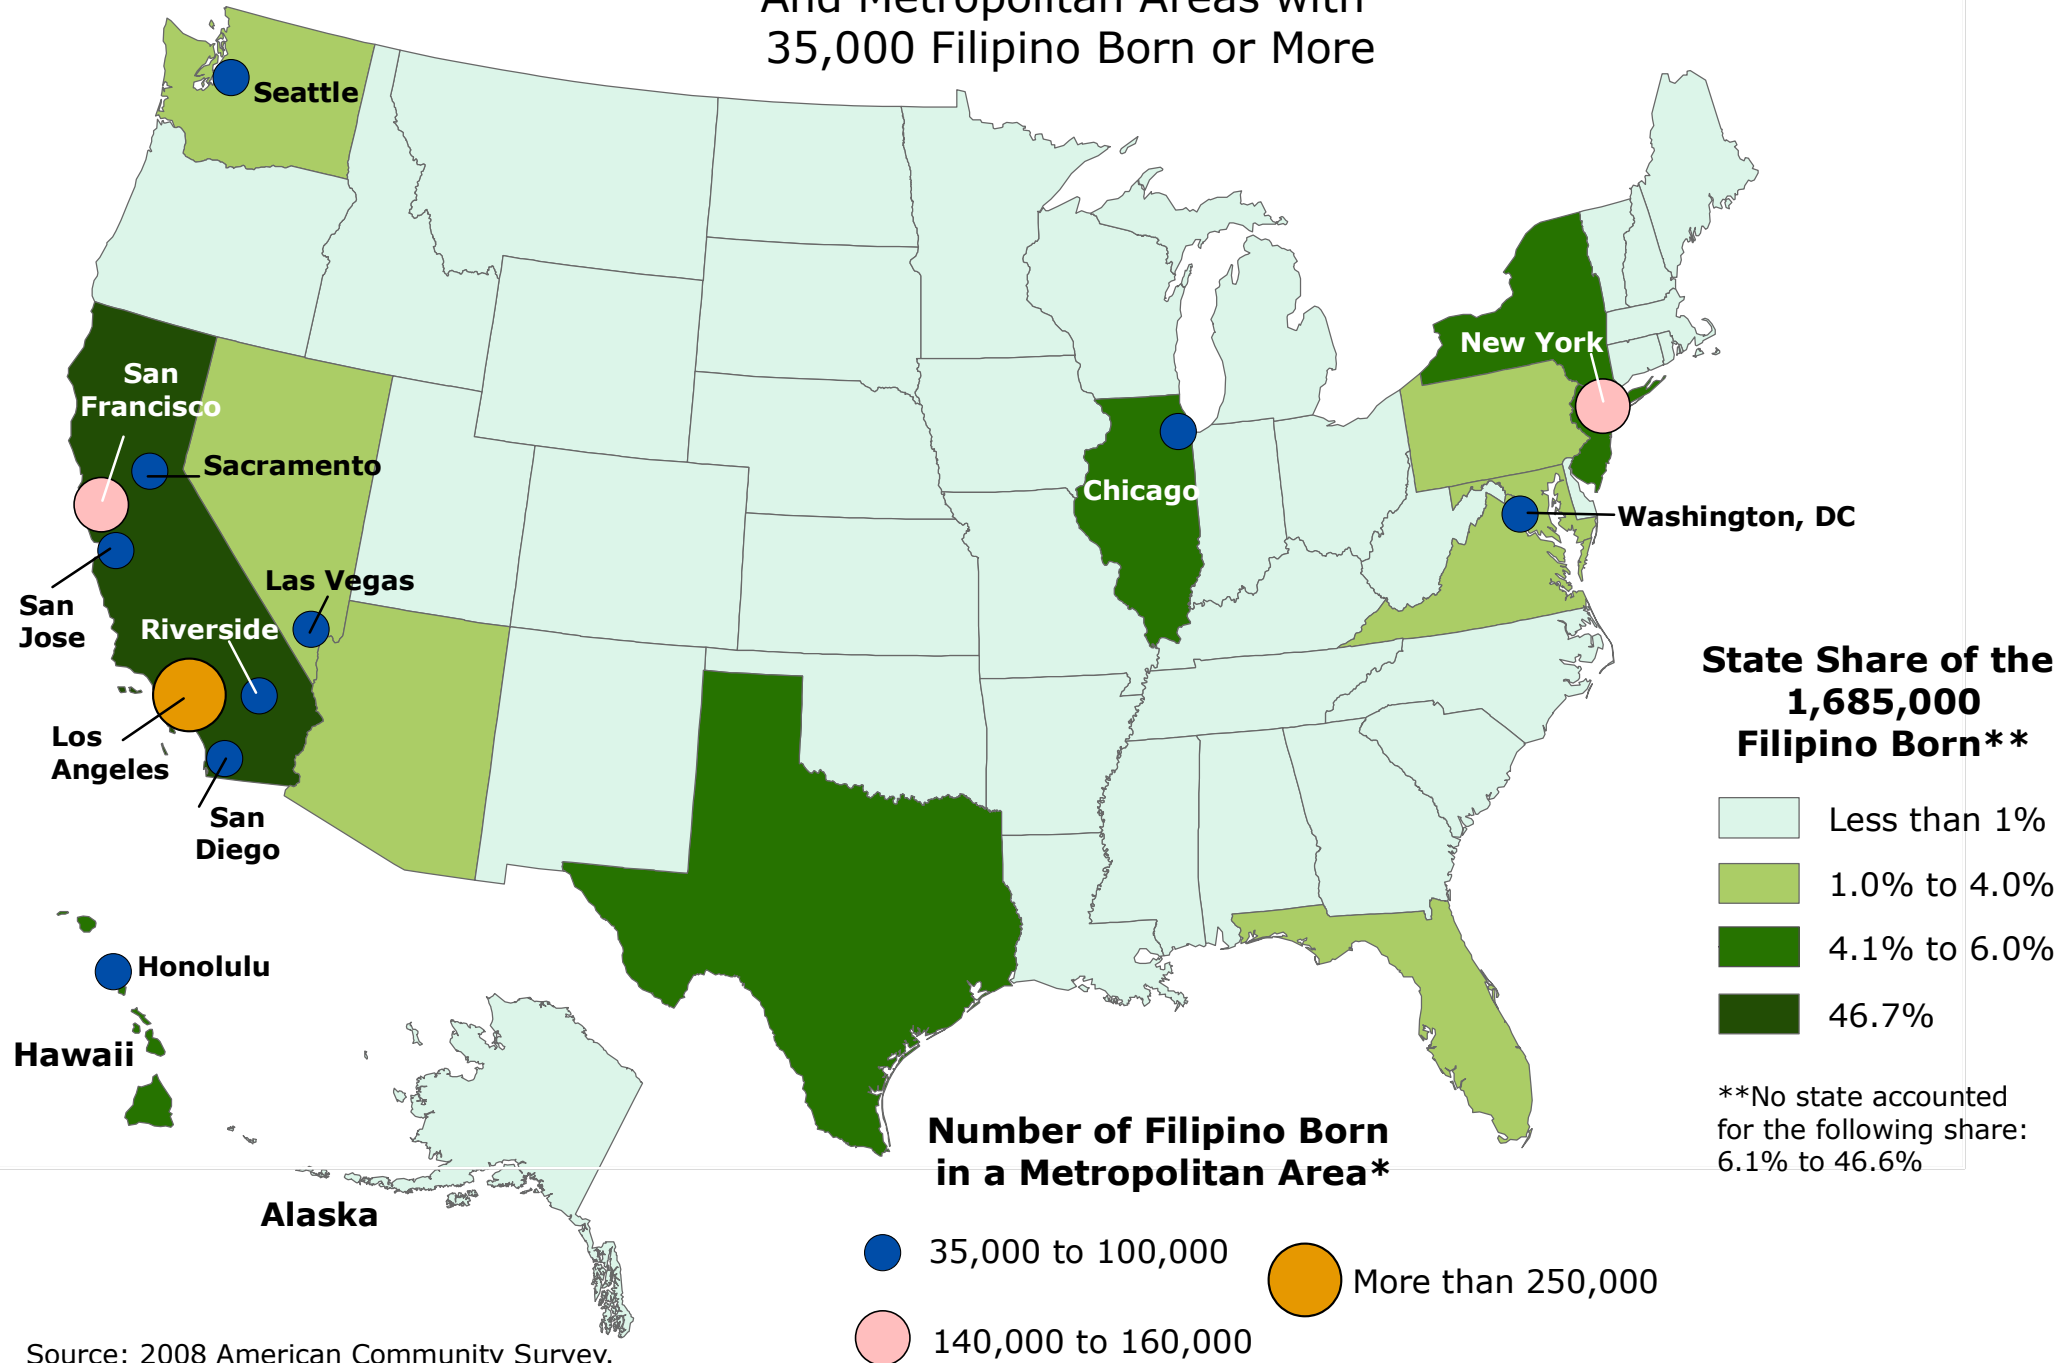 And Metropolitan Areas with
35,000 Filipino Born or More
Seattle
New York
San
Francisco
Sacramento
Chicago
Washington, DC
Las Vegas
San
Jose
Riverside
Los
Angeles
San
Diego
Honolulu
Hawaii
Alaska
State Share of the
1,685,000
Filipino Born**
Less than 1%
1.0% to 4.0%
4.1% to 6.0%
46.7%
**No state accounted
for the following share:
6.1% to 46.6%
Number of Filipino Born
in a Metropolitan Area*
35,000 to 100,000
More than 250,000
140,000 to 160,000
Source: 2008 American Community Survey.